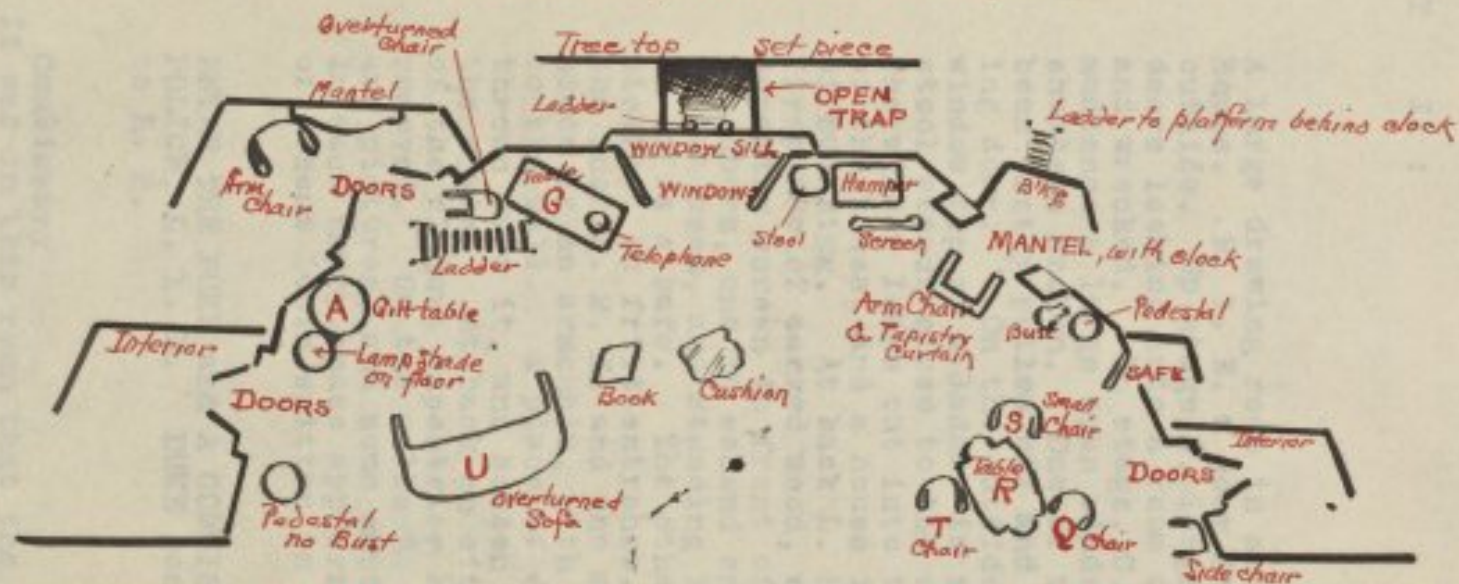 Overturned
Chair
Tree top set piece
Mantel
Ladder
OPEN
TRAP
Ladder to platform behind clock
WINDOW SILL
Arm
Chair
DOORS
Table
G
WINDOWS
Hamper
Stool
Screen
Telephone
Ladder
MANTEL, with clock
A
Gilt table
Arm Chair
& Tapistry
Curtain
Bust
Pedestal
Interior
Lamp shade
on floor
SAFE
DOORS
Book
Cushion
S
Small
Chair
Interior
U
Table
R
DOORS
Overturned
Sofa
Pedastal
no Bust
T
Chair
Q
Chair
Side chair